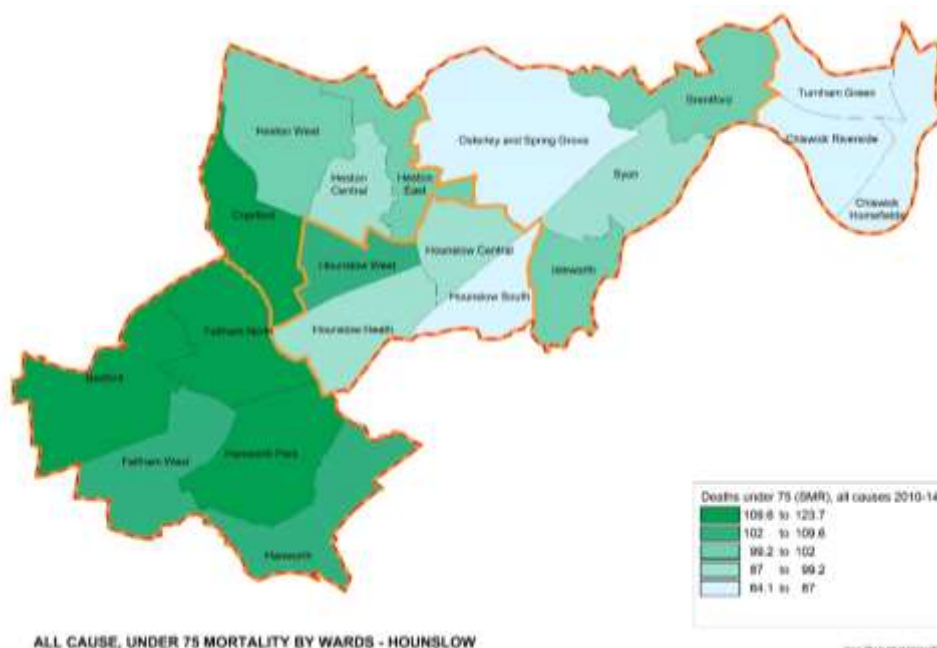 Turnham Green
Brentford
Heston West
Osterley and Spring Grove
Chiswick Riverside
Heston
Central
Heston
East
Syon
Chiswick
Homefields
Cranford
Hounslow Central
Hounslow West
Isleworth
Hounslow South
Feltham North
Hounslow Heath
Bedfont
Feltham West
Hanworth Park
Hanworth
Deaths under 75 (SMR), all causes 2010-14
109.6 to 123.7
102 to 109.6
99.2 to 102
87 to 99.2
64.1 to 87
ALL CAUSE, UNDER 75 MORTALITY BY WARDS - HOUNSLOW